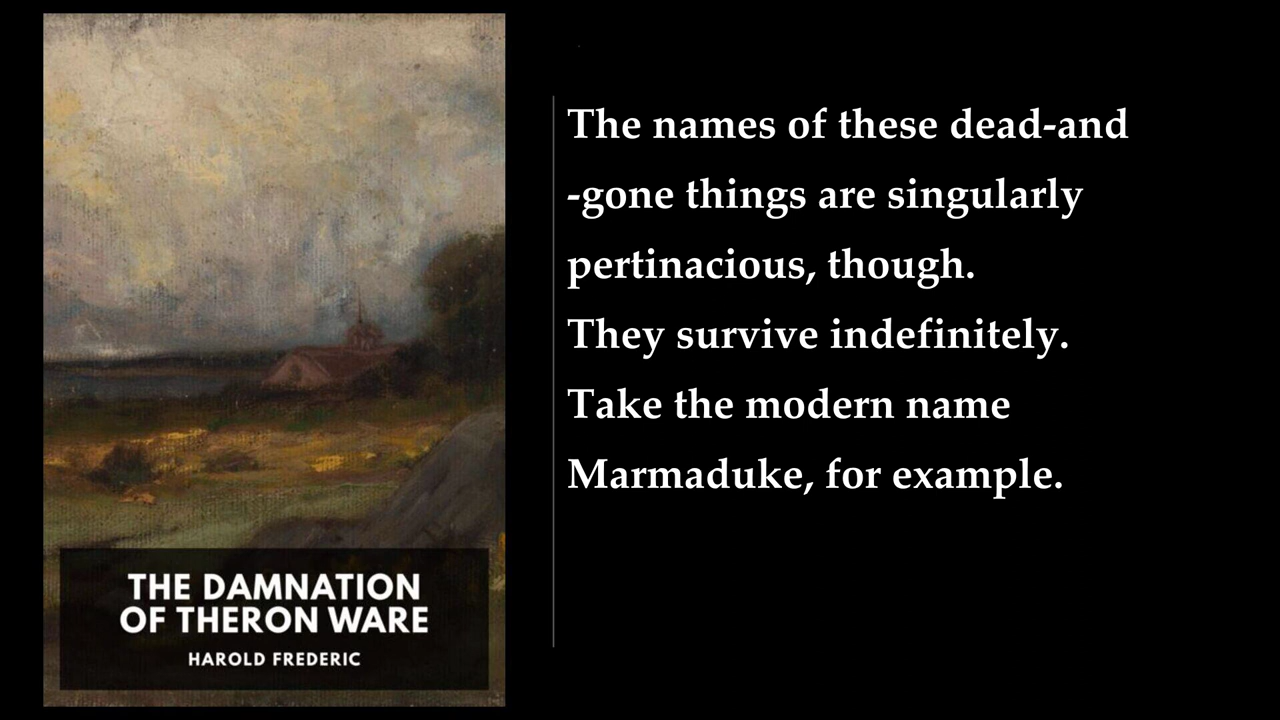 THE DAMNATION
OF THERON WARE
HAROLD FREDERIC
The names of these dead-and
-gone things are singularly
pertinacious, though.
They survive indefinitely.
Take the modern name
Marmaduke, for example.